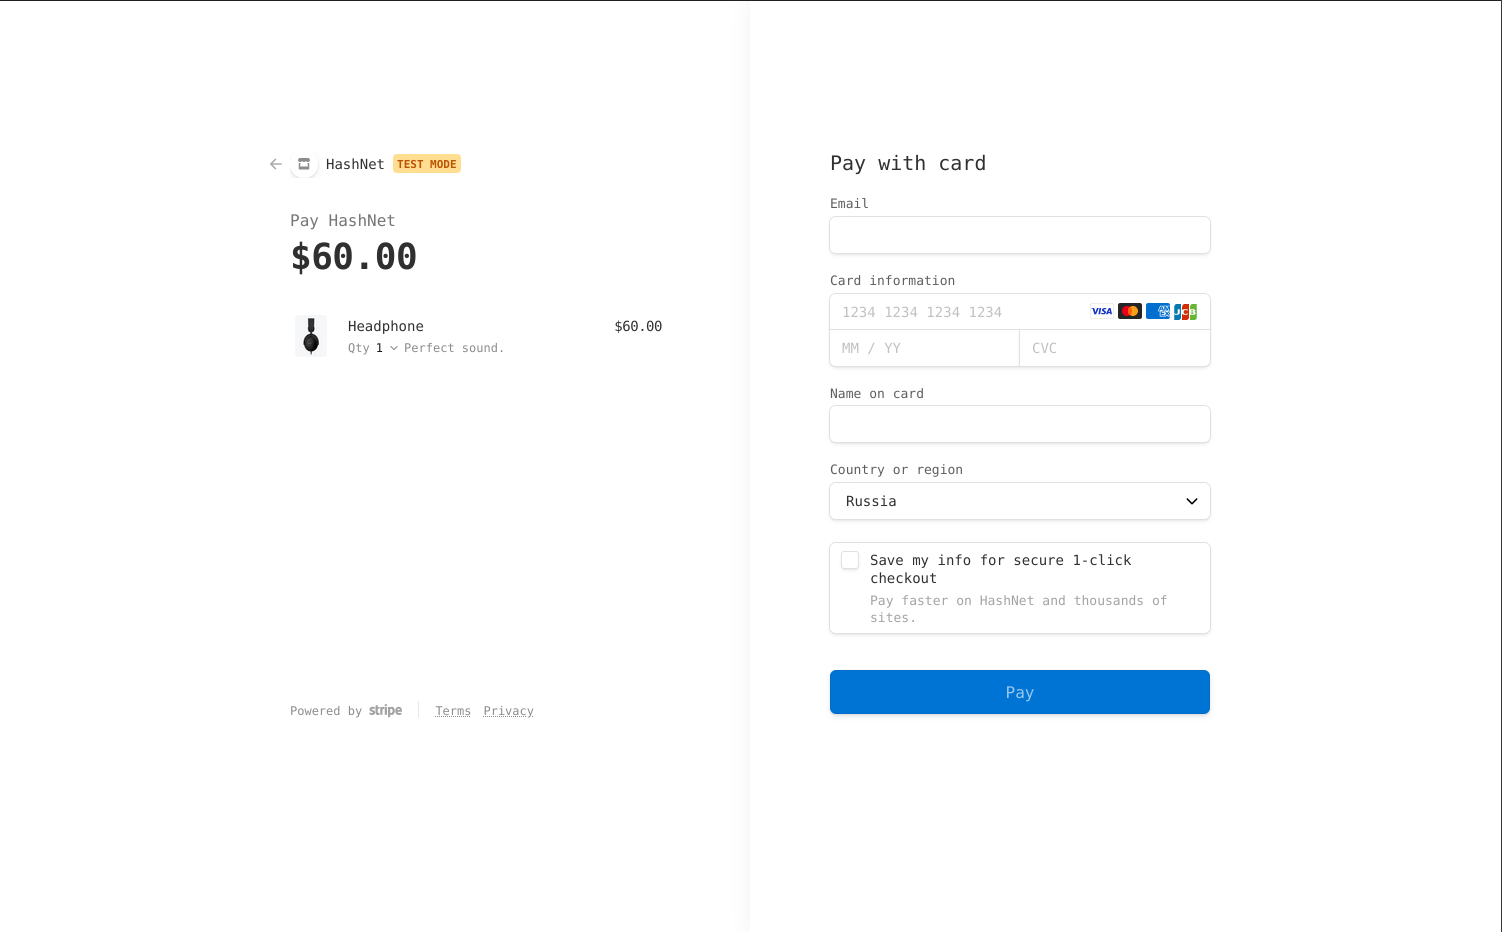 HashNet TEST MODE
Pay HashNet
$60.00
Headphone $60.00
Qty 1 Perfect sound.
Powered by stripe Terms Privacy
Pay with card
Email
Card information
1234 1234 1234 1234 VISA AMEX JCB
MM / YY CVC
Name on card
Country or region
Russia
Save my info for secure 1-click
checkout
Pay faster on HashNet and thousands of
sites.
Pay